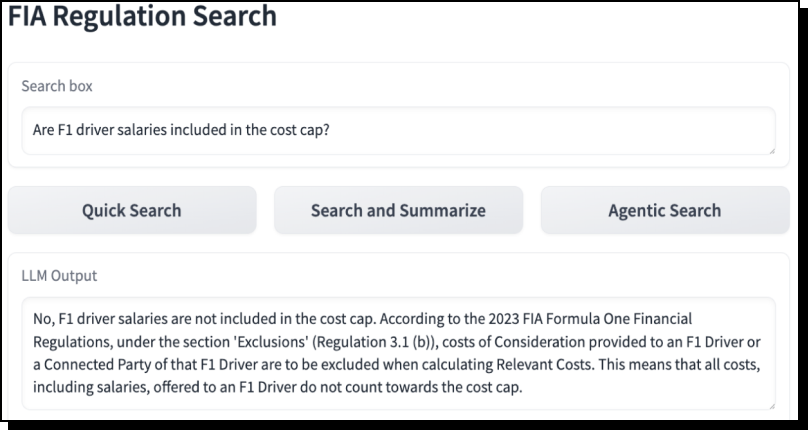 FIA Regulation Search
Search box
Are F1 driver salaries included in the cost cap?
Quick Search
Search and Summarize
Agentic Search
LLM Output
No, F1 driver salaries are not included in the cost cap. According to the 2023 FIA Formula One Financial
Regulations, under the section 'Exclusions' (Regulation 3.1 (b)), costs of Consideration provided to an F1 Driver or
a Connected Party of that F1 Driver are to be excluded when calculating Relevant Costs. This means that all costs,
including salaries, offered to an F1 Driver do not count towards the cost cap.